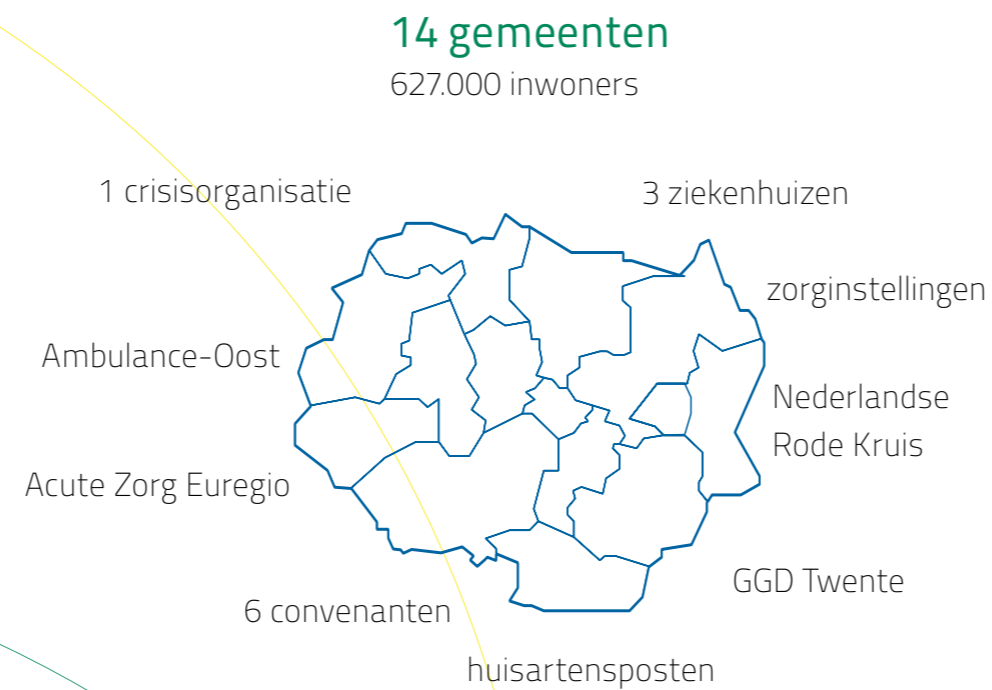 14 gemeenten
627.000 inwoners
1 crisisorganisatie
3 ziekenhuizen
zorginstellingen
Ambulance-Oost
Nederlandse
Rode Kruis
Acute Zorg Euregio
GGD Twente
6 convenanten
huisartensposten